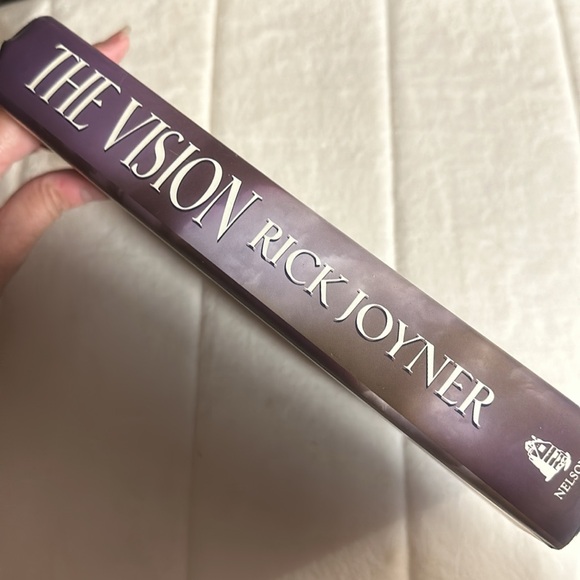 THE VISION
RICK JOYNER
NELSON